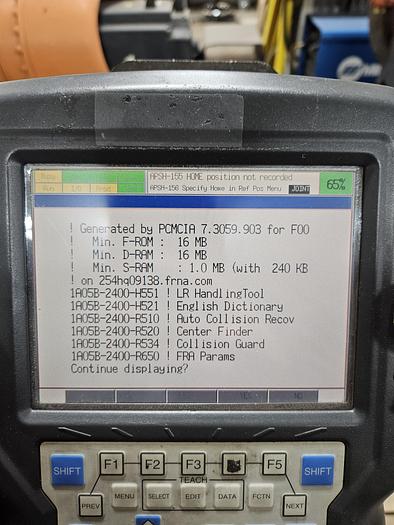 Miller
Busy
Run I/O Prod
APSH-155 HOME position not recorded
APSH-156 Specify Home in Ref Pos Menu JOINT
65%
! Generated by PCMCIA 7.3059.903 for F00
! Min. F-ROM : 16 MB
! Min. D-RAM : 16 MB
! Min. S-RAM : 1.0 MB (with 240 KB
! on 254hq09138.frna.com)
1A05B-2400-H551 ! LR HandlingTool
1A05B-2400-H521 ! English Dictionary
1A05B-2400-R510 ! Auto Collision Recov
1A05B-2400-R520 ! Center Finder
1A05B-2400-R534 ! Collision Guard
1A05B-2400-R650 ! FRA Params
Continue displaying?
YES NO
SHIFT F1 F2 F3 F5 SHIFT
TEACH
PREV MENU SELECT EDIT DATA FCTN NEXT